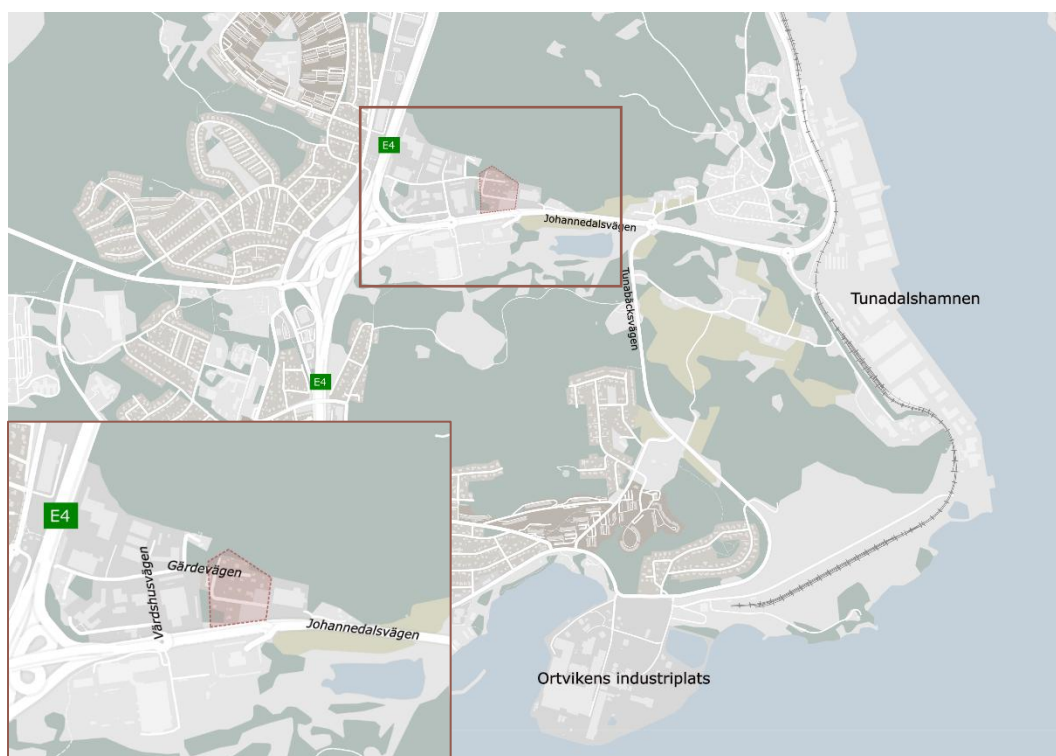 E4
Johannedalsvägen
Tunabäcksvägen
Tunadalshamnen
E4
E4
Värdshusvägen
Gärdevägen
Johannedalsvägen
Ortvikens industriplats